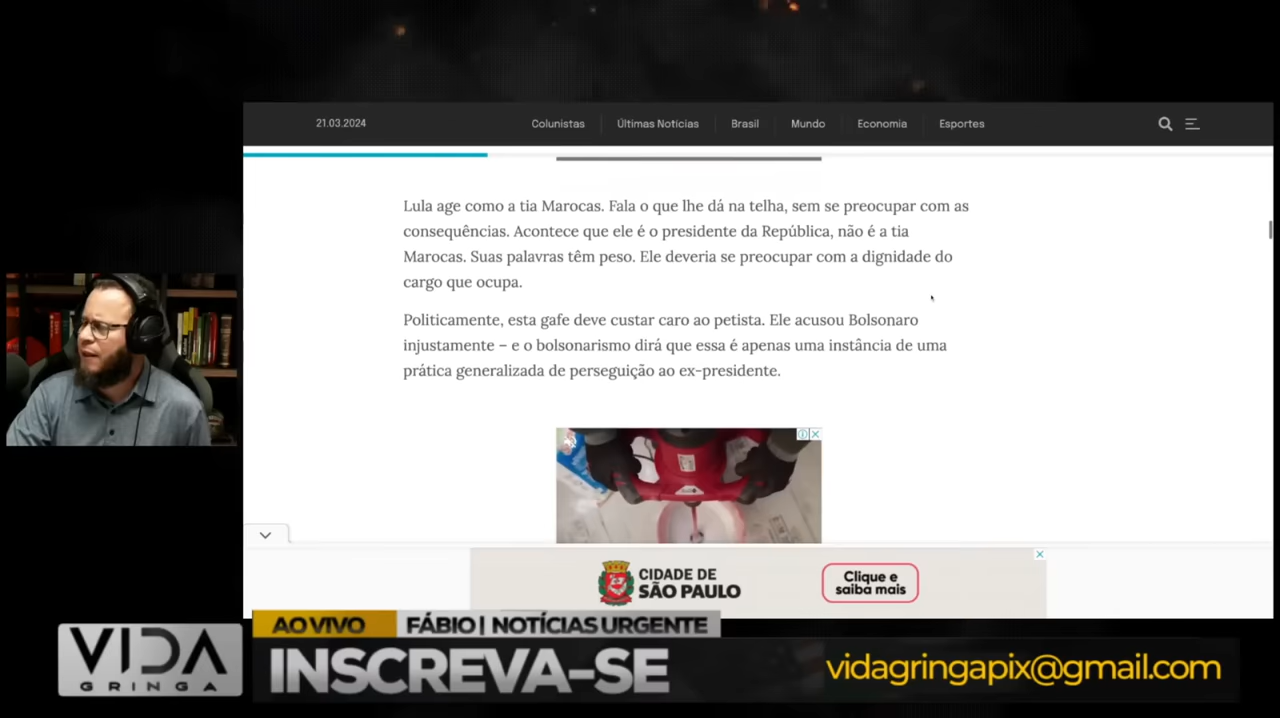 21.03.2024
Colunistas
Últimas Notícias
Brasil
Mundo
Economia
Esportes
Lula age como a tia Marocas. Fala o que lhe dá na telha, sem se preocupar com as
consequências. Acontece que ele é o presidente da República, não é a tia
Marocas. Suas palavras têm peso. Ele deveria se preocupar com a dignidade do
cargo que ocupa.
Politicamente, esta gafe deve custar caro ao petista. Ele acusou Bolsonaro
injustamente – e o bolsonarismo dirá que essa é apenas uma instância de uma
prática generalizada de perseguição ao ex-presidente.
CIDADE DE
SÃO PAULO
Clique e
saiba mais
AO VIVO
FÁBIO | NOTÍCIAS URGENTE
VIDA
GRINGA
INSCREVA-SE
vidagringapix@gmail.com